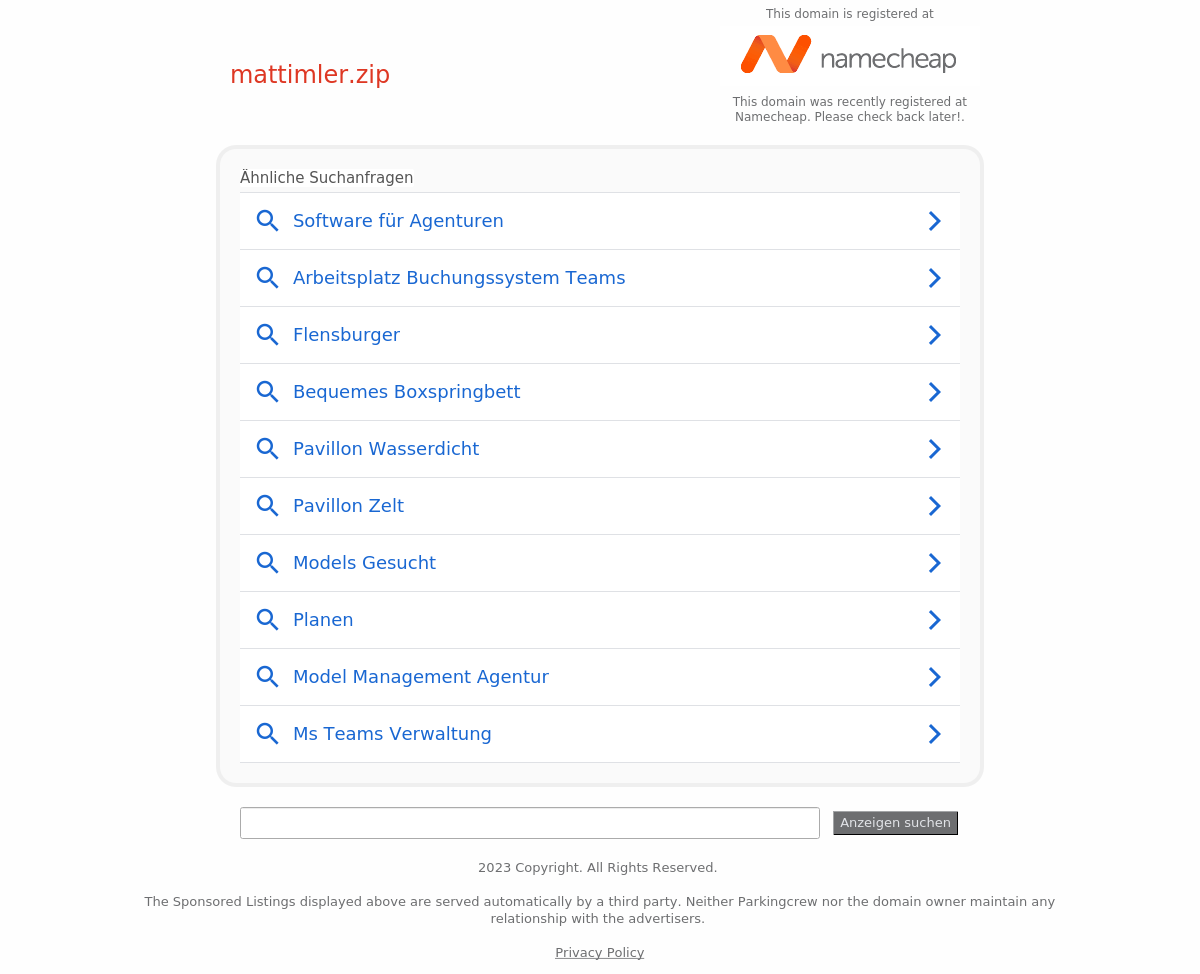 This domain is registered at
namecheap
mattimler.zip
This domain was recently registered at
Namecheap. Please check back later!.
Ähnliche Suchanfragen
Software für Agenturen
Arbeitsplatz Buchungssystem Teams
Flensburger
Bequemes Boxspringbett
Pavillon Wasserdicht
Pavillon Zelt
Models Gesucht
Planen
Model Management Agentur
Ms Teams Verwaltung
Anzeigen suchen
2023 Copyright. All Rights Reserved.
The Sponsored Listings displayed above are served automatically by a third party. Neither Parkingcrew nor the domain owner maintain any
relationship with the advertisers.
Privacy Policy